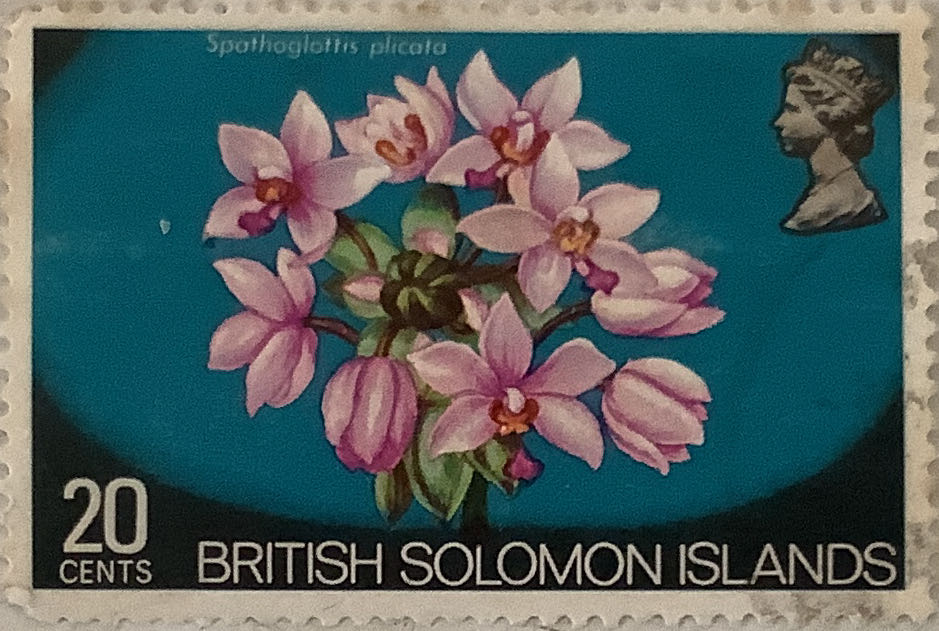 Spathoglottis plicata
20
CENTS
BRITISH SOLOMON ISLANDS